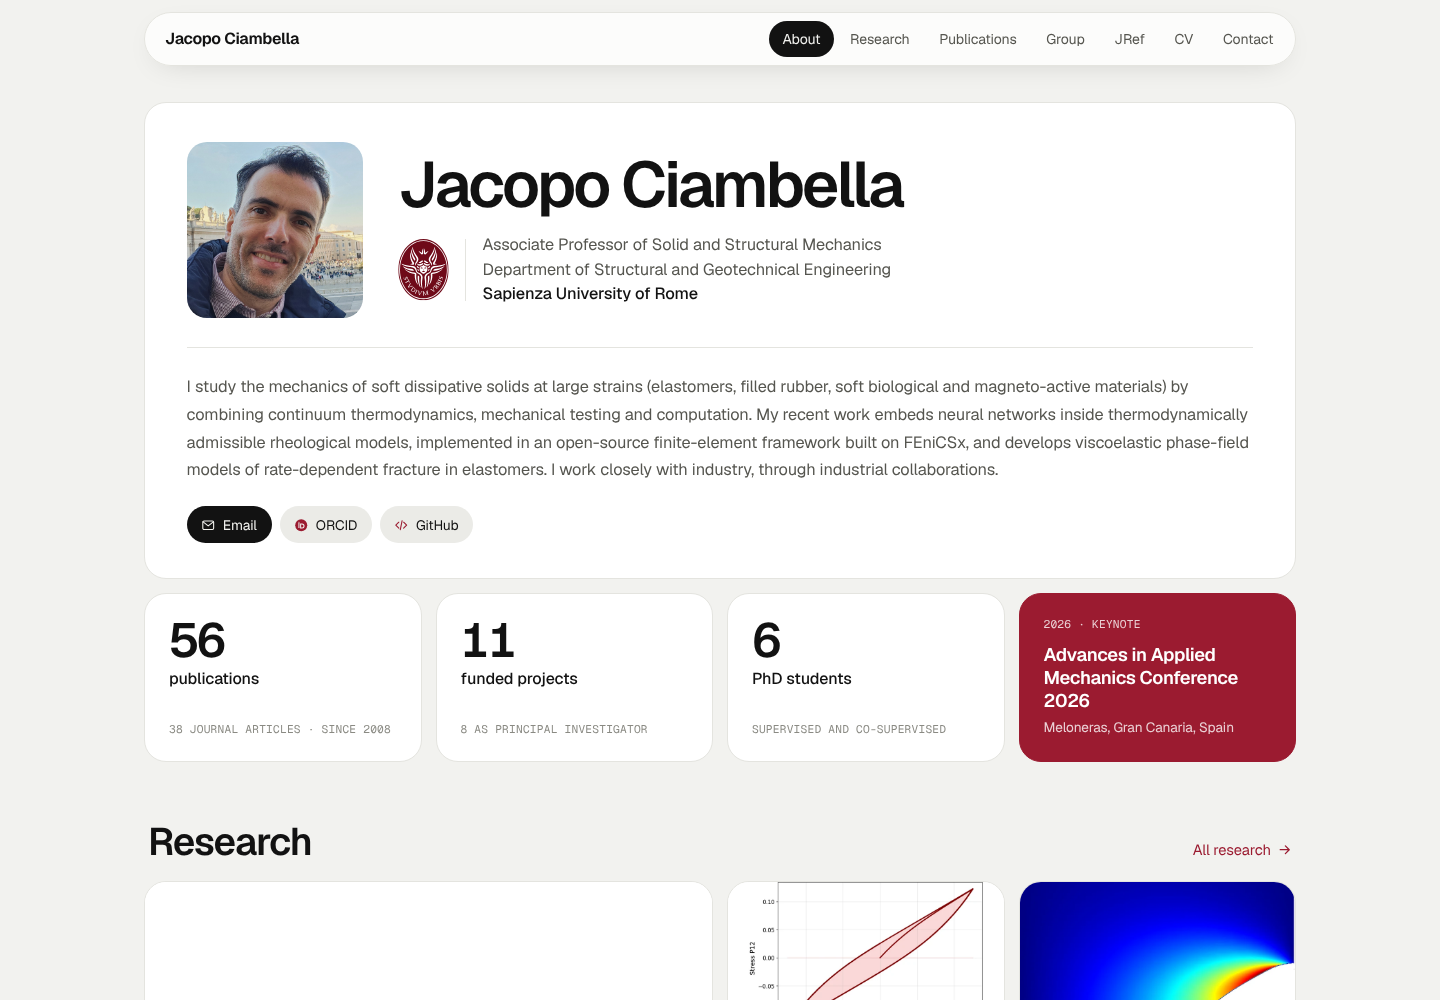 Jacopo Ciambella
About
Research
Publications
Group
JRef
CV
Contact
Jacopo Ciambella
STVDIVM VRBIS
Associate Professor of Solid and Structural Mechanics
Department of Structural and Geotechnical Engineering
Sapienza University of Rome
I study the mechanics of soft dissipative solids at large strains (elastomers, filled rubber, soft biological and magneto-active materials) by
combining continuum thermodynamics, mechanical testing and computation. My recent work embeds neural networks inside thermodynamically
admissible rheological models, implemented in an open-source finite-element framework built on FEniCSx, and develops viscoelastic phase-field
models of rate-dependent fracture in elastomers. I work closely with industry, through industrial collaborations.
Email
ORCID
GitHub
56
publications
38 JOURNAL ARTICLES · SINCE 2008
11
funded projects
8 AS PRINCIPAL INVESTIGATOR
6
PhD students
SUPERVISED AND CO-SUPERVISED
2026 · KEYNOTE
Advances in Applied
Mechanics Conference
2026
Meloneras, Gran Canaria, Spain
Research
All research →
0.10
0.05
0.00
−0.05
Stress P12